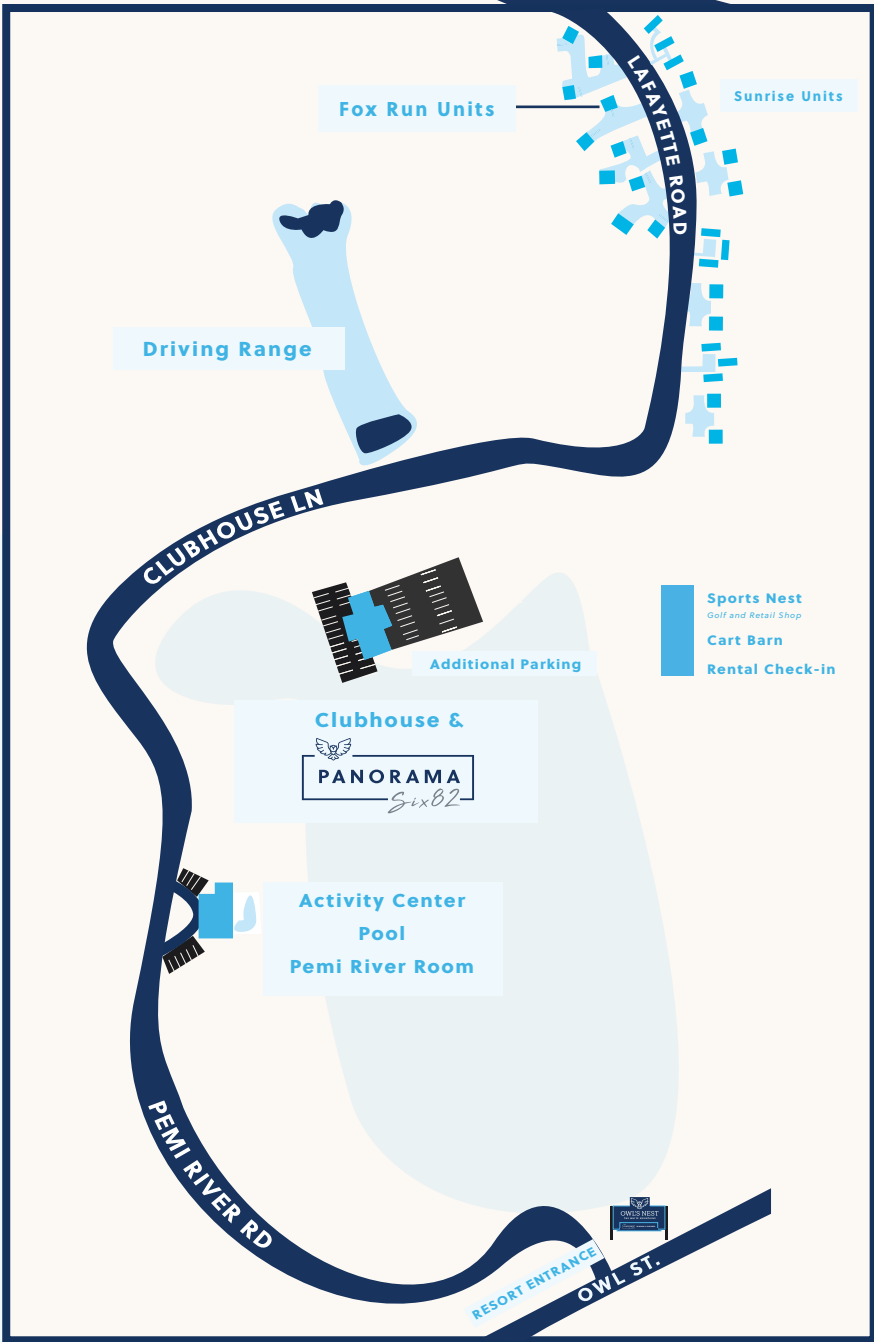 LAFAYETTE ROAD
Sunrise Units
Fox Run Units
Driving Range
CLUBHOUSE LN
Sports Nest
Golf and Retail Shop
Cart Barn
Rental Check-in
Additional Parking
Clubhouse &
PANORAMA
Six82
Activity Center
Pool
Pemi River Room
PEMI RIVER RD
OWL'S NEST
RESORT ENTRANCE
OWL ST.